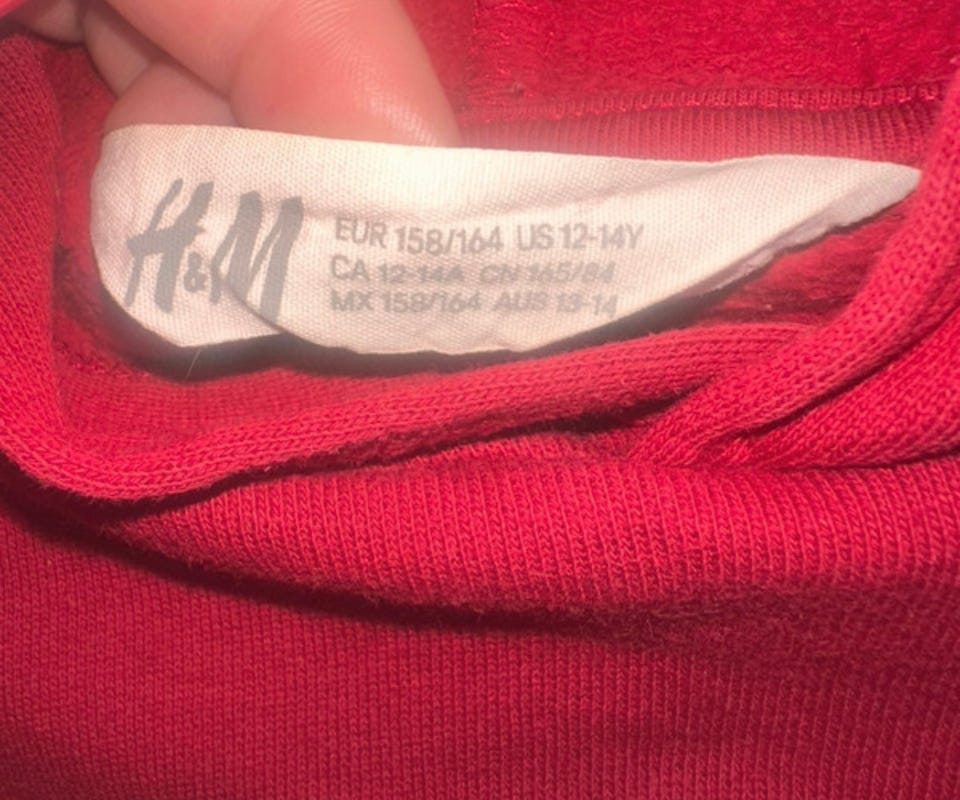 H&M
EUR 158/164 US 12-14Y
CA 12-14A CN 165/84
MX 158/164 AUS 13-14